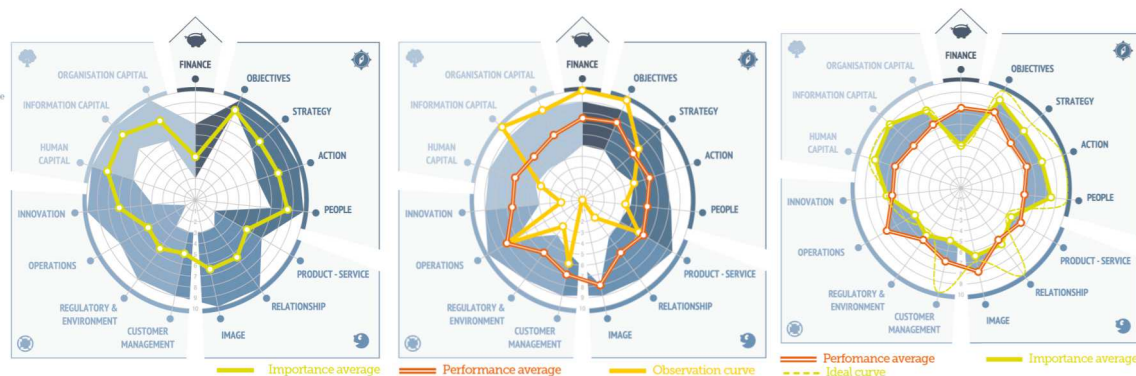 FINANCE
ORGANISATION CAPITAL
OBJECTIVES
INFORMATION CAPITAL
STRATEGY
HUMAN
CAPITAL
ACTION
INNOVATION
PEOPLE
OPERATIONS
PRODUCT - SERVICE
REGULATORY &
ENVIRONMENT
RELATIONSHIP
CUSTOMER
MANAGEMENT
IMAGE
Importance average
FINANCE
ORGANISATION CAPITAL
OBJECTIVES
INFORMATION CAPITAL
STRATEGY
HUMAN
CAPITAL
ACTION
INNOVATION
PEOPLE
OPERATIONS
PRODUCT - SERVICE
REGULATORY &
ENVIRONMENT
RELATIONSHIP
CUSTOMER
MANAGEMENT
IMAGE
Performance average
Observation curve
FINANCE
ORGANISATION CAPITAL
OBJECTIVES
INFORMATION CAPITAL
STRATEGY
HUMAN
CAPITAL
ACTION
INNOVATION
PEOPLE
OPERATIONS
PRODUCT - SERVICE
REGULATORY &
ENVIRONMENT
RELATIONSHIP
CUSTOMER
MANAGEMENT
IMAGE
Perfomance average
Importance average
Ideal curve